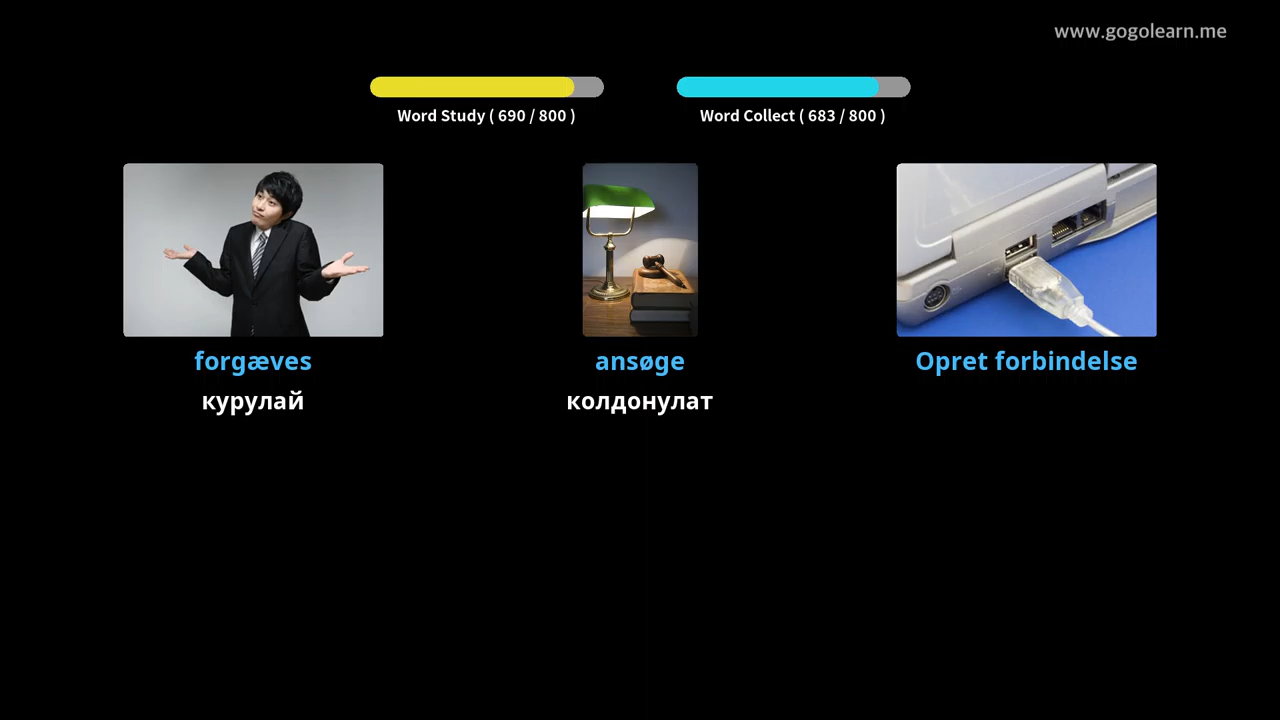 www.gogolearn.me
Word Study ( 690 / 800 )
Word Collect ( 683 / 800 )
forgæves
ansøge
Opret forbindelse
курулай
колдонулат